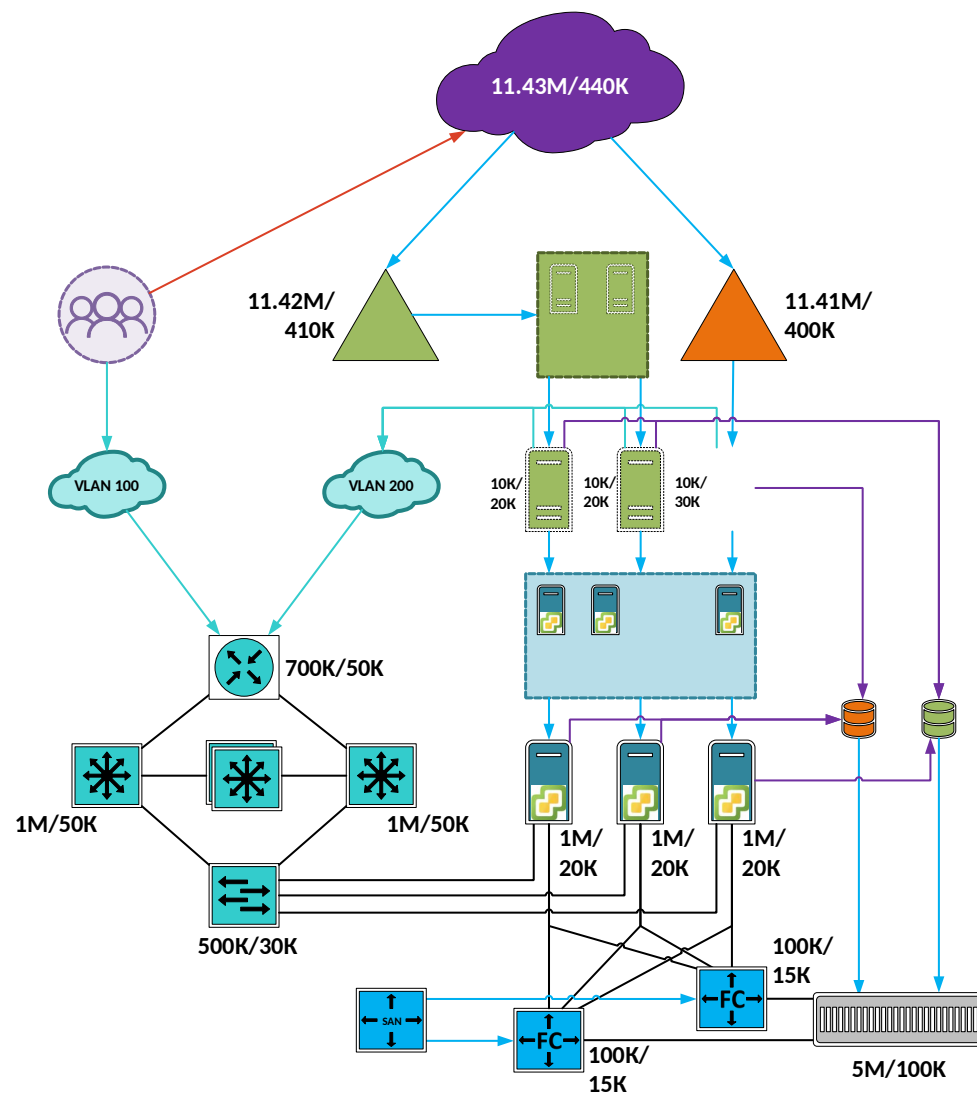 11.43M/440K
11.42M/
410K
11.41M/
400K
VLAN 100
VLAN 200
10K/
20K
10K/
20K
10K/
30K
700K/50K
1M/50K
1M/50K
1M/
20K
1M/
20K
1M/
20K
500K/30K
100K/
15K
SAN
FC
FC
100K/
15K
5M/100K